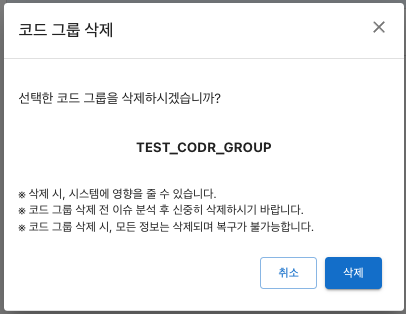 코드 그룹 삭제
선택한 코드 그룹을 삭제하시겠습니까?
TEST_CODR_GROUP
※ 삭제 시, 시스템에 영향을 줄 수 있습니다.
※ 코드 그룹 삭제 전 이슈 분석 후 신중히 삭제하시기 바랍니다.
※ 코드 그룹 삭제 시, 모든 정보는 삭제되며 복구가 불가능합니다.
취소
삭제